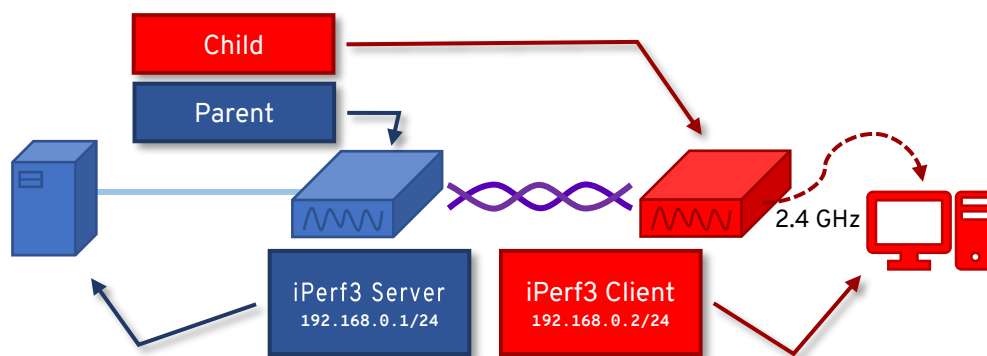 Child
Parent
2.4 GHz
iPerf3 Server
192.168.0.1/24
iPerf3 Client
192.168.0.2/24